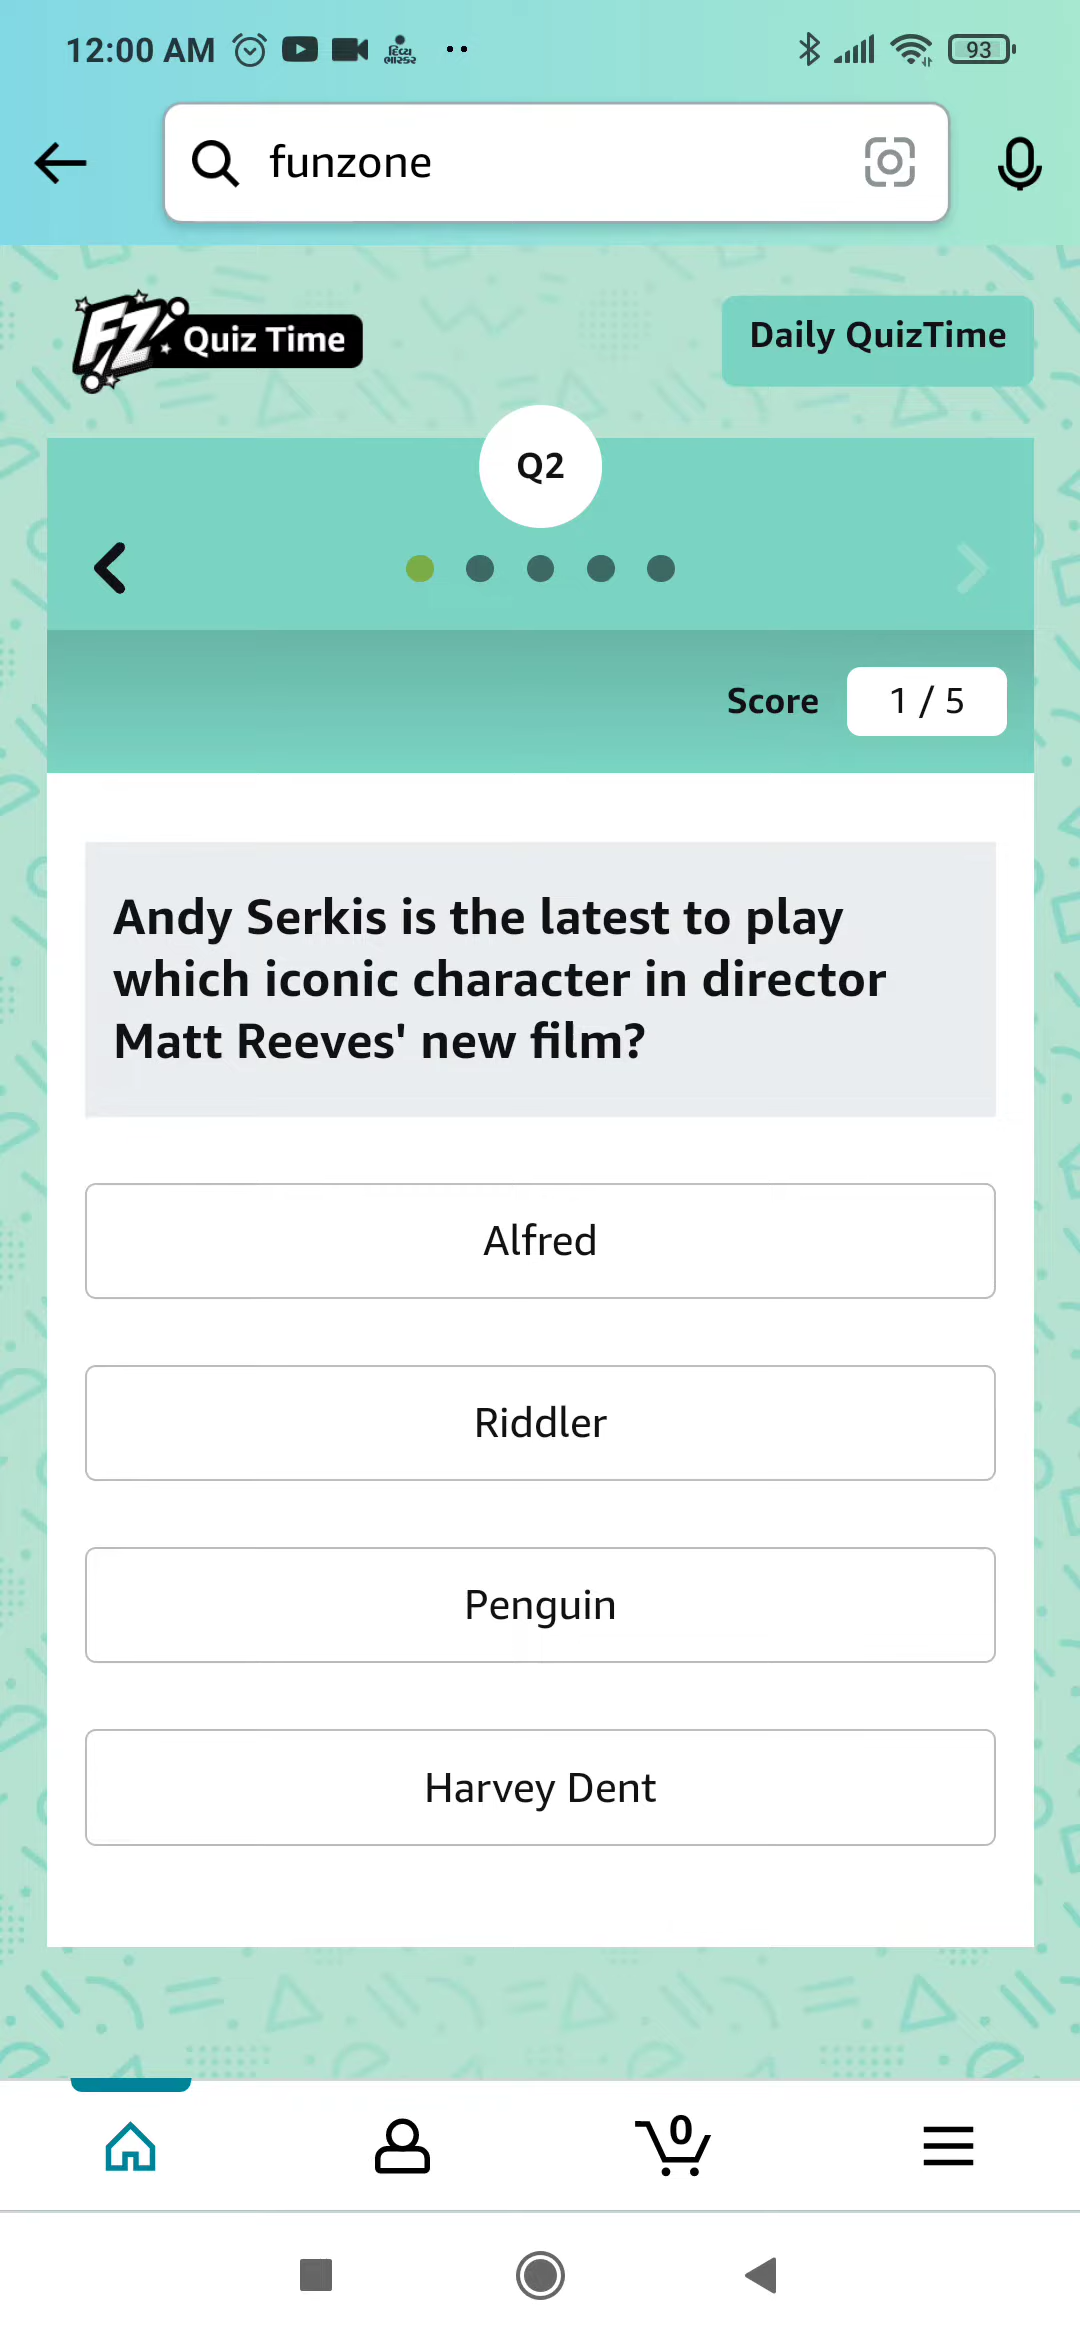 12:00 AM
દિવ્ય
ભાસ્કર
93
funzone
FZ Quiz Time
Daily QuizTime
Q2
Score 1 / 5
Andy Serkis is the latest to play
which iconic character in director
Matt Reeves' new film?
Alfred
Riddler
Penguin
Harvey Dent
0